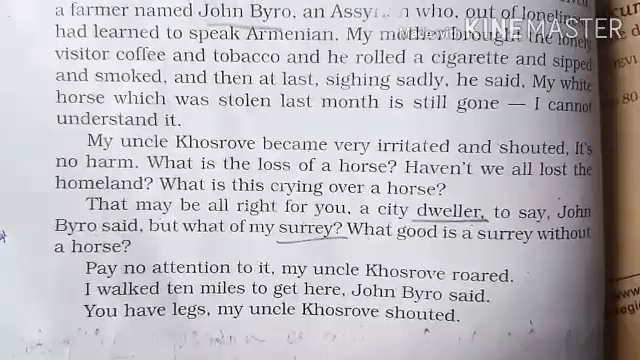 a farmer named John Byro, an Assy n who, out of
had learned to speak Armenian. My mother brought the lonely
visitor coffee and tobacco and he rolled a cigarette and sipped
and smoked, and then at last, sighing sadly, he said, My white
horse which was stolen last month is still gone — I cannot
understand it.
My uncle Khosrove became very irritated and shouted, It's
no harm. What is the loss of a horse? Haven't we all lost the
homeland? What is this crying over a horse?
That may be all right for you, a city dweller, to say, John
Byro said, but what of my surrey? What good is a surrey without
a horse?
Pay no attention to it, my uncle Khosrove roared.
I walked ten miles to get here, John Byro said.
You have legs, my uncle Khosrove shouted.
KINEMASTER
80
www